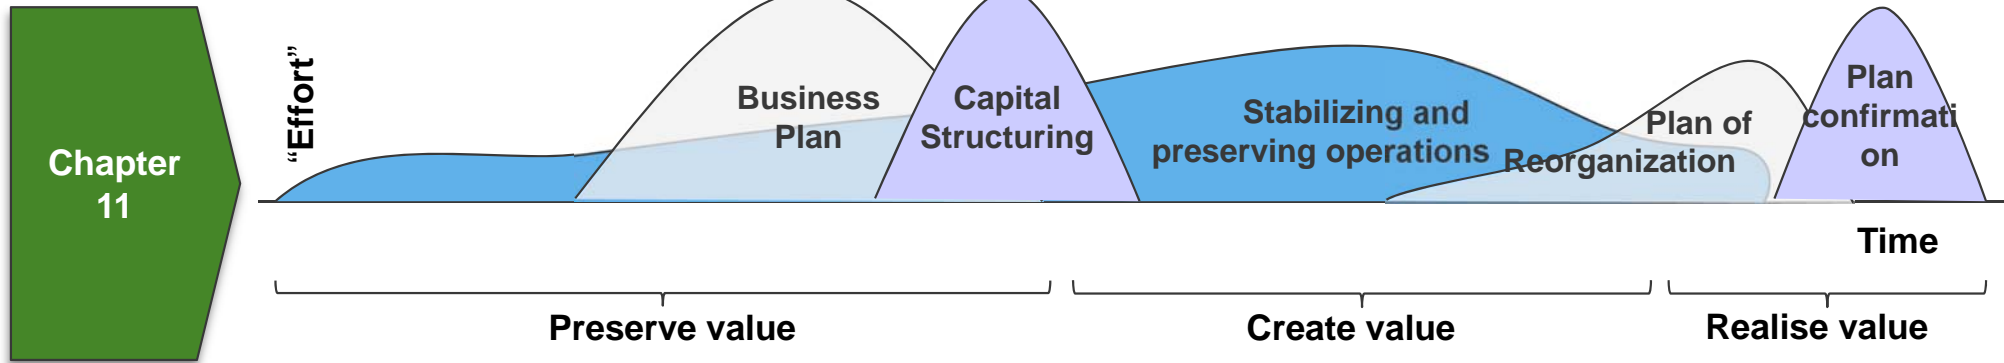 Chapter
11
“Effort”
Business
Plan
Capital
Structuring
Stabilizing and
preserving operations
Plan of
Reorganization
Plan
confirmati
on
Time
Preserve value
Create value
Realise value